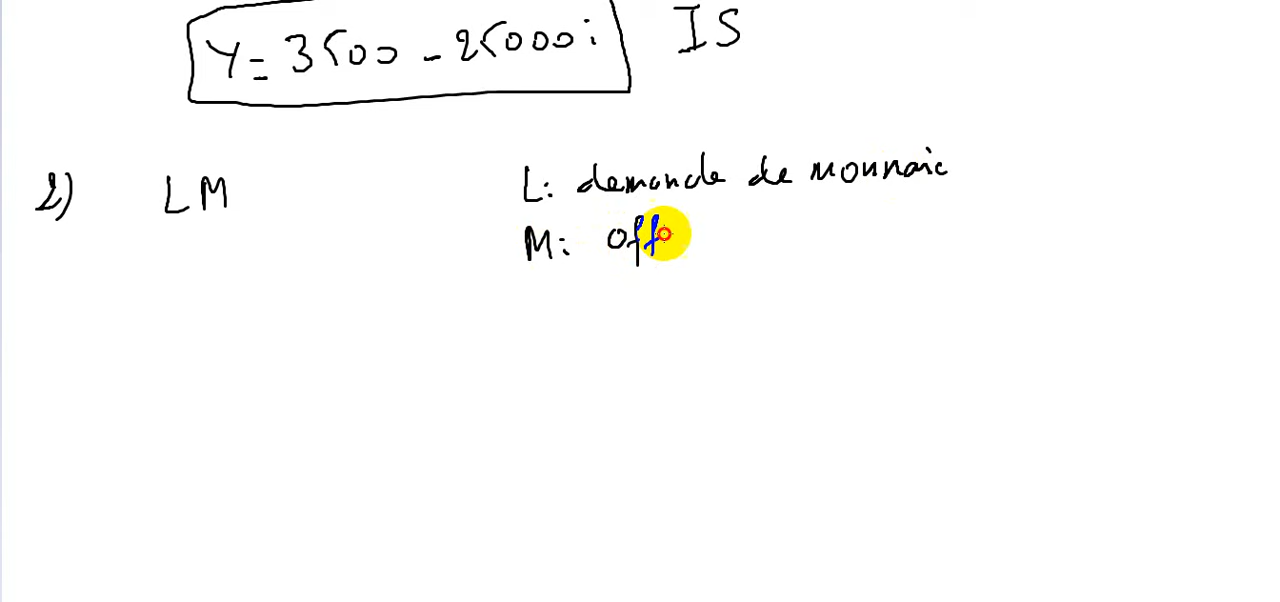 Y = 3500 - 25000i IS
2) LM L: demande de monnaie
M: off